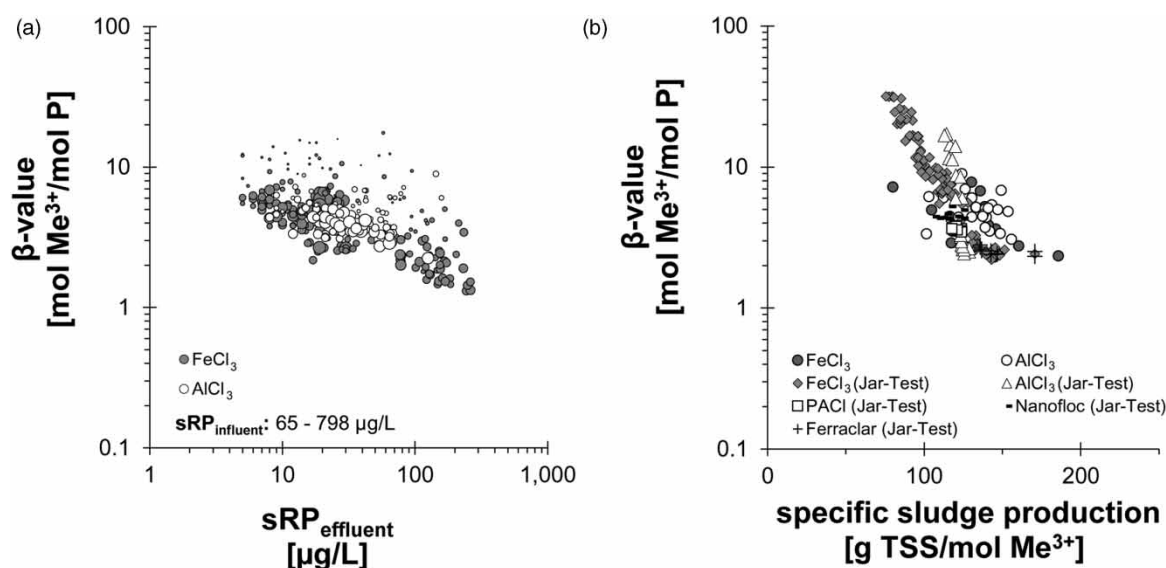 (a)
100
10
1
0.1
β-value
[mol Me³⁺/mol P]
FeCl₃
AlCl₃
sRPinfluent: 65 - 798 µg/L
1
10
100
1,000
sRPeffluent
[µg/L]
(b)
100
10
1
0.1
β-value
[mol Me³⁺/mol P]
FeCl₃
AlCl₃
FeCl₃ (Jar-Test)
AlCl₃ (Jar-Test)
PACl (Jar-Test)
Nanofloc (Jar-Test)
Ferraclar (Jar-Test)
0
100
200
specific sludge production
[g TSS/mol Me³⁺]